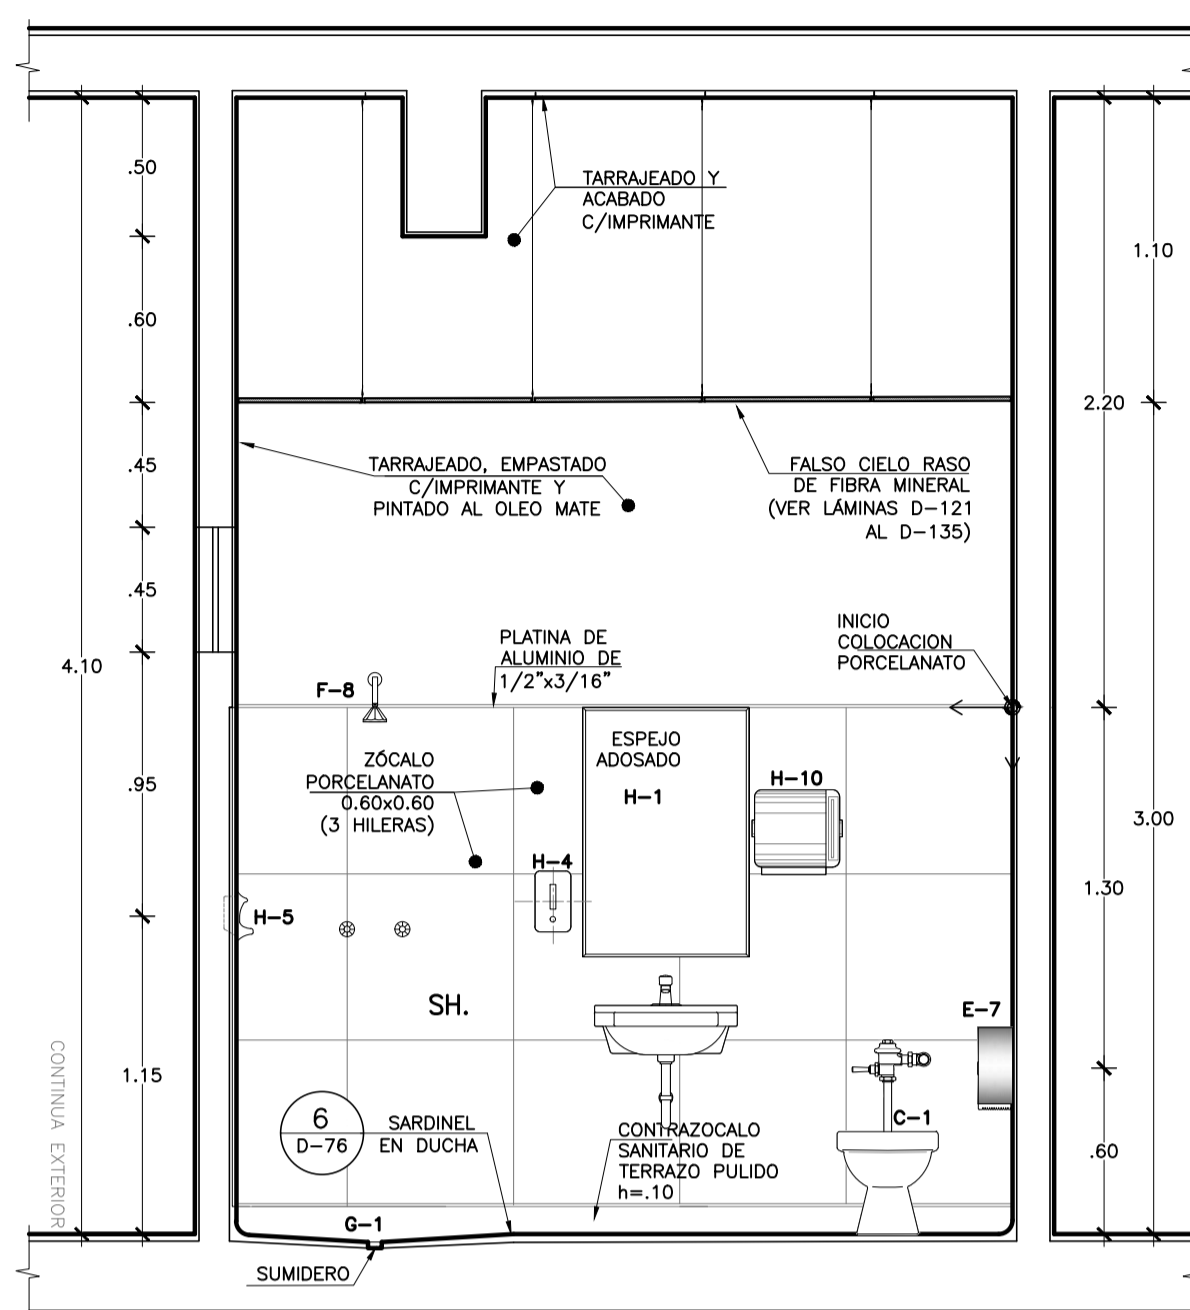 .50
TARRAJEADO Y
ACABADO
C/IMPRIMANTE
1.10
.60
2.20
.45
TARRAJEADO, EMPASTADO
C/IMPRIMANTE Y
PINTADO AL OLEO MATE
FALSO CIELO RASO
DE FIBRA MINERAL
(VER LÁMINAS D-121
AL D-135)
.45
4.10
PLATINA DE
ALUMINIO DE
1/2"x3/16"
INICIO
COLOCACION
PORCELANATO
F-8
ZÓCALO
PORCELANATO
0.60x0.60
(3 HILERAS)
ESPEJO
ADOSADO
H-1
H-10
.95
3.00
H-4
1.30
H-5
SH.
E-7
1.15
CONTINUA EXTERIOR
6
D-76
SARDINEL
EN DUCHA
CONTRAZOCALO
SANITARIO DE
TERRAZO PULIDO
h=.10
C-1
.60
G-1
SUMIDERO